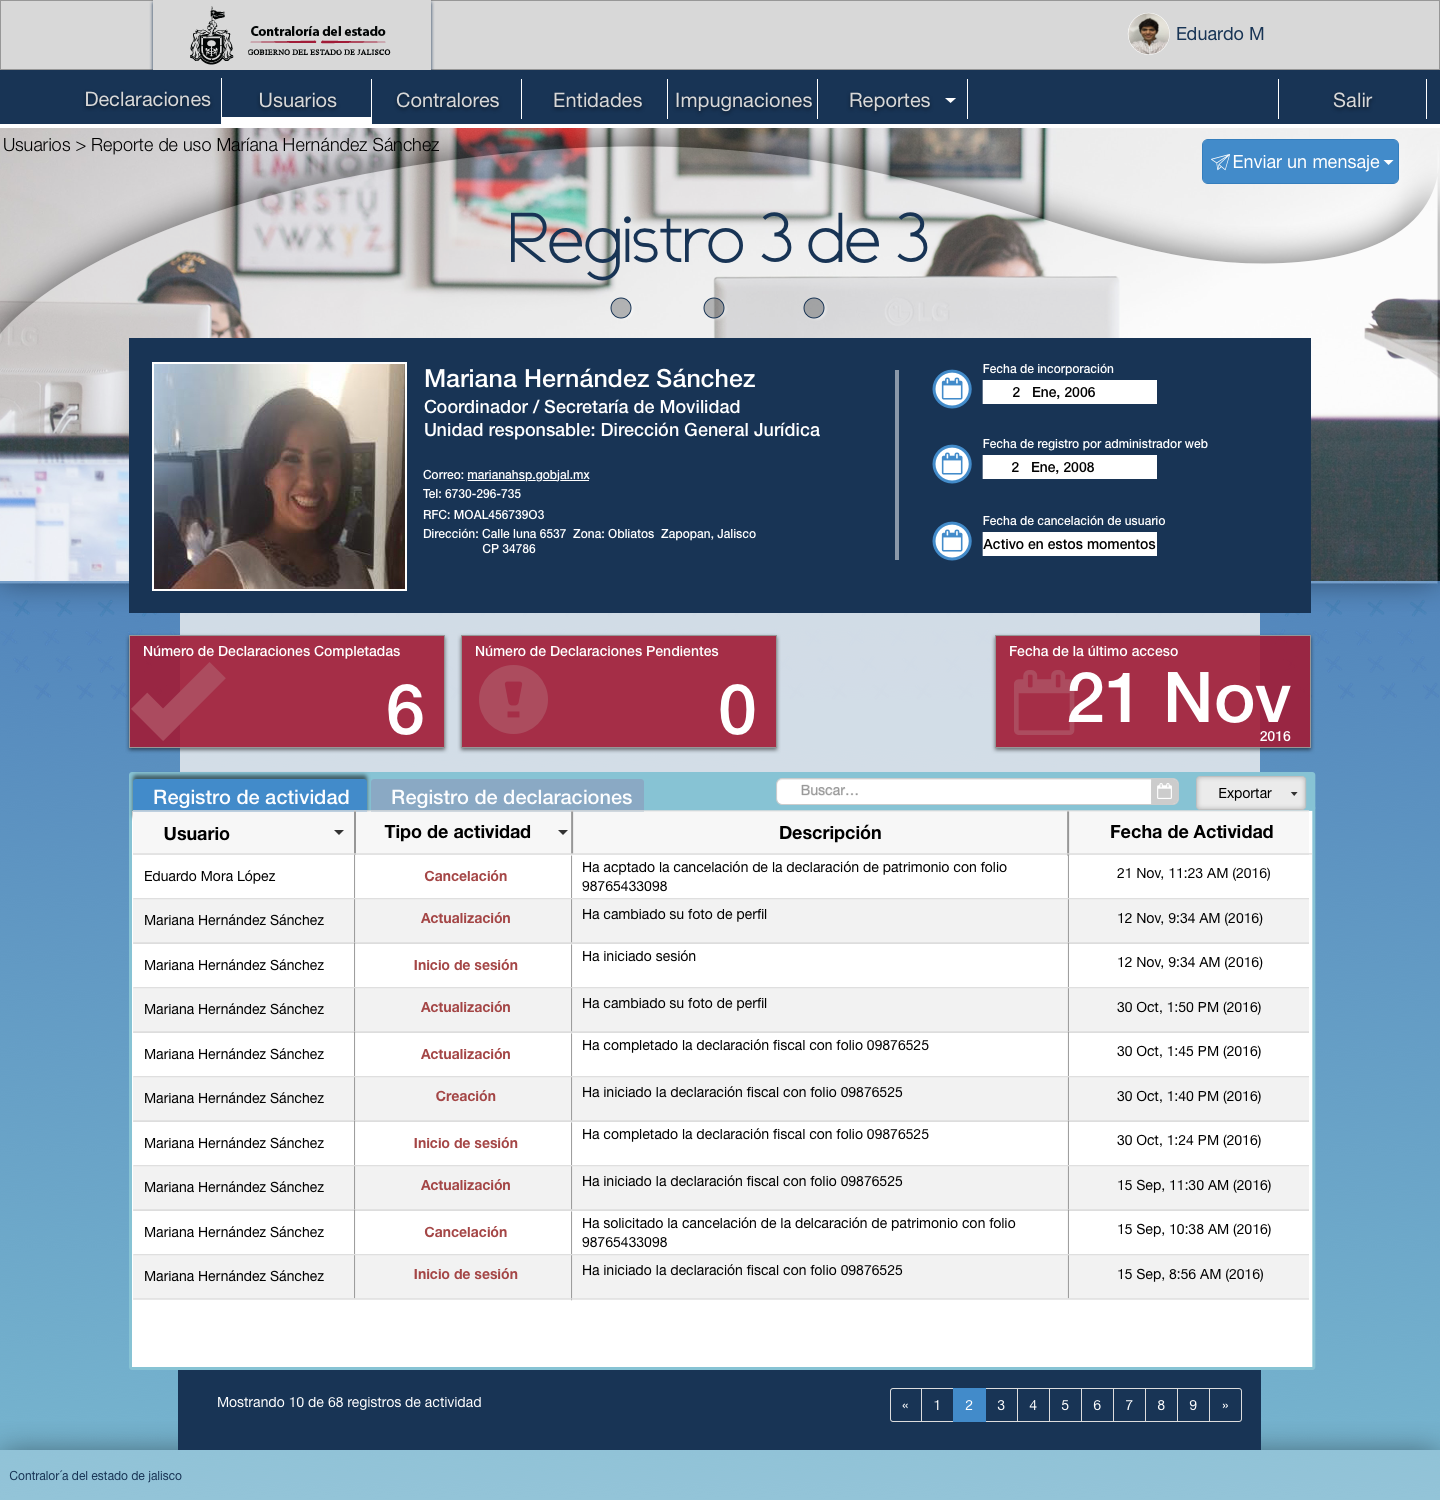 Contraloría del estado
GOBIERNO DEL ESTADO DE JALISCO
Eduardo M
Declaraciones
Usuarios
Contralores
Entidades
Impugnaciones
Reportes
Salir
Usuarios > Reporte de uso Maríana Hernández Sánchez
Enviar un mensaje
L M N O
Q R S T U
V W X Y Z
Registro 3 de 3
LG
LG
Mariana Hernández Sánchez
Coordinador / Secretaría de Movilidad
Unidad responsable: Dirección General Jurídica
Correo: marianahsp.gobjal.mx
Tel: 6730-296-735
RFC: MOAL456739O3
Dirección: Calle luna 6537 Zona: Obliatos Zapopan, Jalisco
CP 34786
Fecha de incorporación
2 Ene, 2006
Fecha de registro por administrador web
2 Ene, 2008
Fecha de cancelación de usuario
Activo en estos momentos
Número de Declaraciones Completadas
6
Número de Declaraciones Pendientes
0
Fecha de la último acceso
21 Nov
2016
Registro de actividad
Registro de declaraciones
Buscar...
Exportar
Usuario Tipo de actividad Descripción Fecha de Actividad
Eduardo Mora López Cancelación Ha acptado la cancelación de la declaración de patrimonio con folio 21 Nov, 11:23 AM (2016)
98765433098
Mariana Hernández Sánchez Actualización Ha cambiado su foto de perfil 12 Nov, 9:34 AM (2016)
Mariana Hernández Sánchez Inicio de sesión Ha iniciado sesión 12 Nov, 9:34 AM (2016)
Mariana Hernández Sánchez Actualización Ha cambiado su foto de perfil 30 Oct, 1:50 PM (2016)
Mariana Hernández Sánchez Actualización Ha completado la declaración fiscal con folio 09876525 30 Oct, 1:45 PM (2016)
Mariana Hernández Sánchez Creación Ha iniciado la declaración fiscal con folio 09876525 30 Oct, 1:40 PM (2016)
Mariana Hernández Sánchez Inicio de sesión Ha completado la declaración fiscal con folio 09876525 30 Oct, 1:24 PM (2016)
Mariana Hernández Sánchez Actualización Ha iniciado la declaración fiscal con folio 09876525 15 Sep, 11:30 AM (2016)
Mariana Hernández Sánchez Cancelación Ha solicitado la cancelación de la delcaración de patrimonio con folio 15 Sep, 10:38 AM (2016)
98765433098
Mariana Hernández Sánchez Inicio de sesión Ha iniciado la declaración fiscal con folio 09876525 15 Sep, 8:56 AM (2016)
Mostrando 10 de 68 registros de actividad
« 1 2 3 4 5 6 7 8 9 »
Contralor´a del estado de jalisco